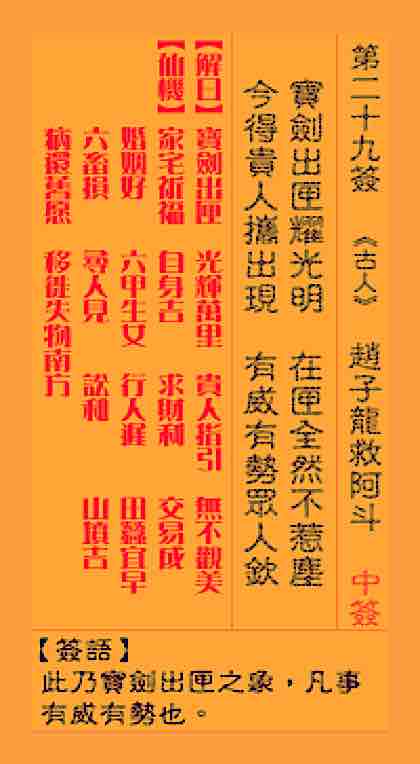 第二十九簽 《古人》 趙子龍救阿斗 中簽
寶劍出匣耀光明 在匣全然不惹塵
今得貴人攜出現 有威有勢眾人欽
【解曰】寶劍出匣 光輝萬里 貴人指引 無不觀美
【仙機】家宅祈福 自身吉 求財利 交易成
婚姻好 六甲生女 行人遲 田蠶宜早
六畜損 尋人見 訟和 山墳吉
病還舊愿 移徙失物南方
【簽語】
此乃寶劍出匣之象，凡事
有威有勢也。